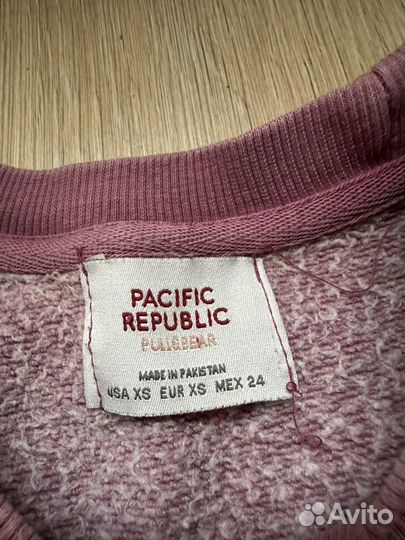 PACIFIC
REPUBLIC
PULL&BEAR
MADE IN PAKISTAN
USA XS EUR XS MEX 24
Avito